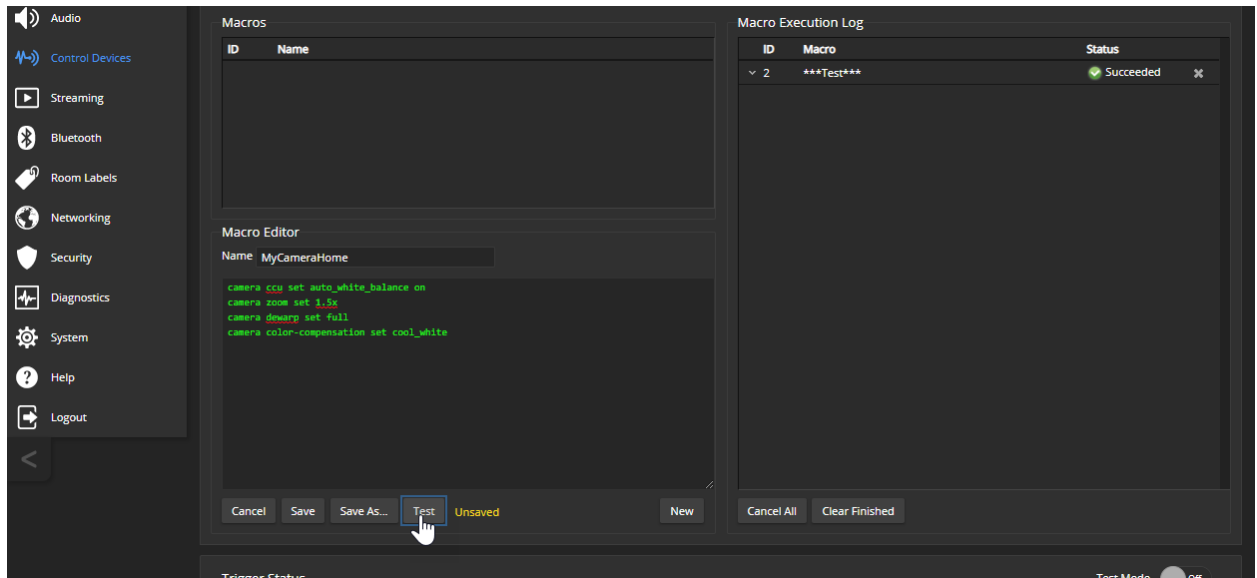 Audio
Control Devices
Streaming
Bluetooth
Room Labels
Networking
Security
Diagnostics
System
Help
Logout
<
Macros
ID Name
Macro Editor
Name MyCameraHome
camera ccu set auto_white_balance on
camera zoom set 1.5x
camera dewarp set full
camera color-compensation set cool_white
Cancel Save Save As... Test Unsaved New
Macro Execution Log
ID Macro Status
2 ***Test*** Succeeded
Cancel All Clear Finished
Trigger Status Test Mode Off